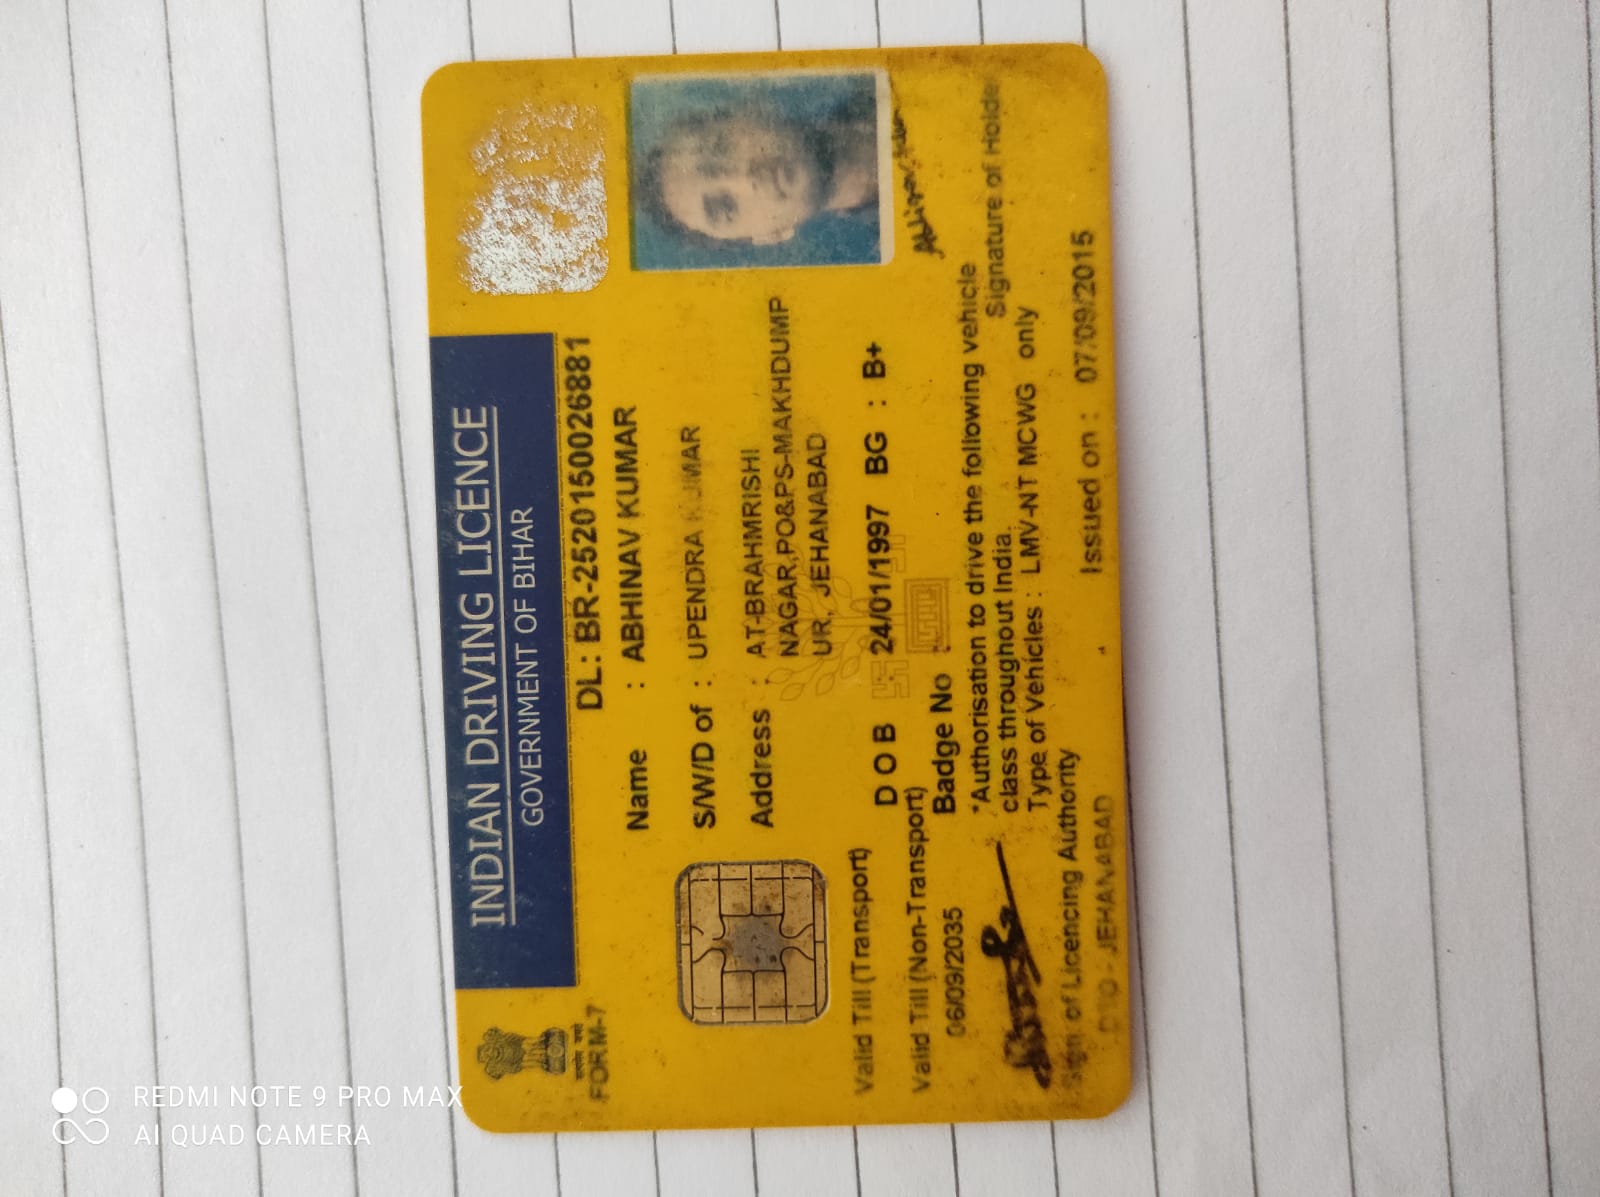 REDMI NOTE 9 PRO MAX
AI QUAD CAMERA
INDIAN DRIVING LICENCE
GOVERNMENT OF BIHAR
सत्यमेव जयते
FORM-7
DL: BR-2520150026881
Name : ABHINAV KUMAR
S/W/D of : UPENDRA KUMAR
Address : AT-BRAHMRISHI
NAGAR,PO&PS-MAKHDUMP
UR, JEHANABAD
Valid Till (Transport)
D O B : 24/01/1997 BG : B+
Valid Till (Non-Transport)
06/09/2035
Badge No :
*Authorisation to drive the following vehicle
class throughout India.
Signature of Holde
Type of Vehicles : LMV-NT MCWG only
Sign of Licencing Authority
DTO - JEHANABAD
Issued on : 07/09/2015